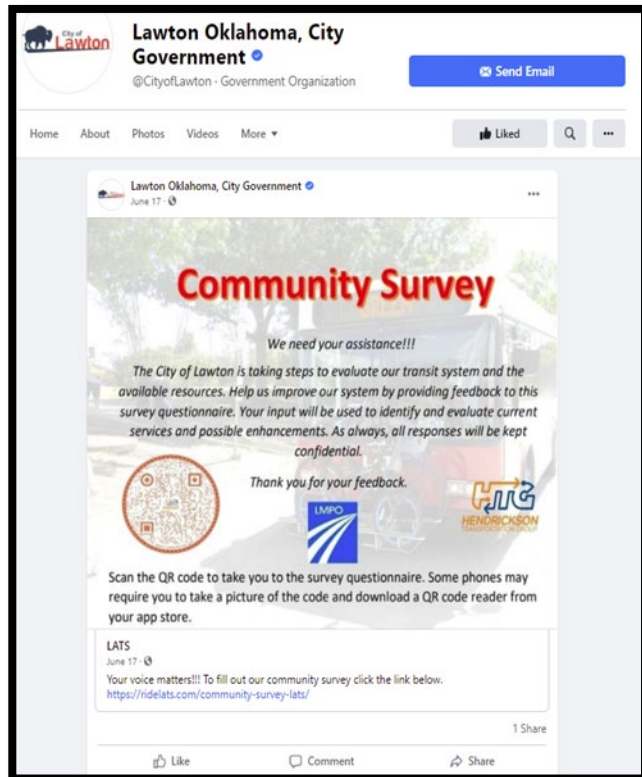 City of
Lawton
Lawton Oklahoma, City
Government
@CityofLawton · Government Organization
Send Email
Home About Photos Videos More
Liked
Lawton Oklahoma, City Government
June 17 ·
Community Survey
We need your assistance!!!
The City of Lawton is taking steps to evaluate our transit system and the
available resources. Help us improve our system by providing feedback to this
survey questionnaire. Your input will be used to identify and evaluate current
services and possible enhancements. As always, all responses will be kept
confidential.
Thank you for your feedback.
LMPO
HTG
HENDRICKSON
TRANSPORTATION GROUP
Scan the QR code to take you to the survey questionnaire. Some phones may
require you to take a picture of the code and download a QR code reader from
your app store.
LATS
June 17 ·
Your voice matters!!! To fill out our community survey click the link below.
https://ridelats.com/community-survey-lats/
1 Share
Like Comment Share